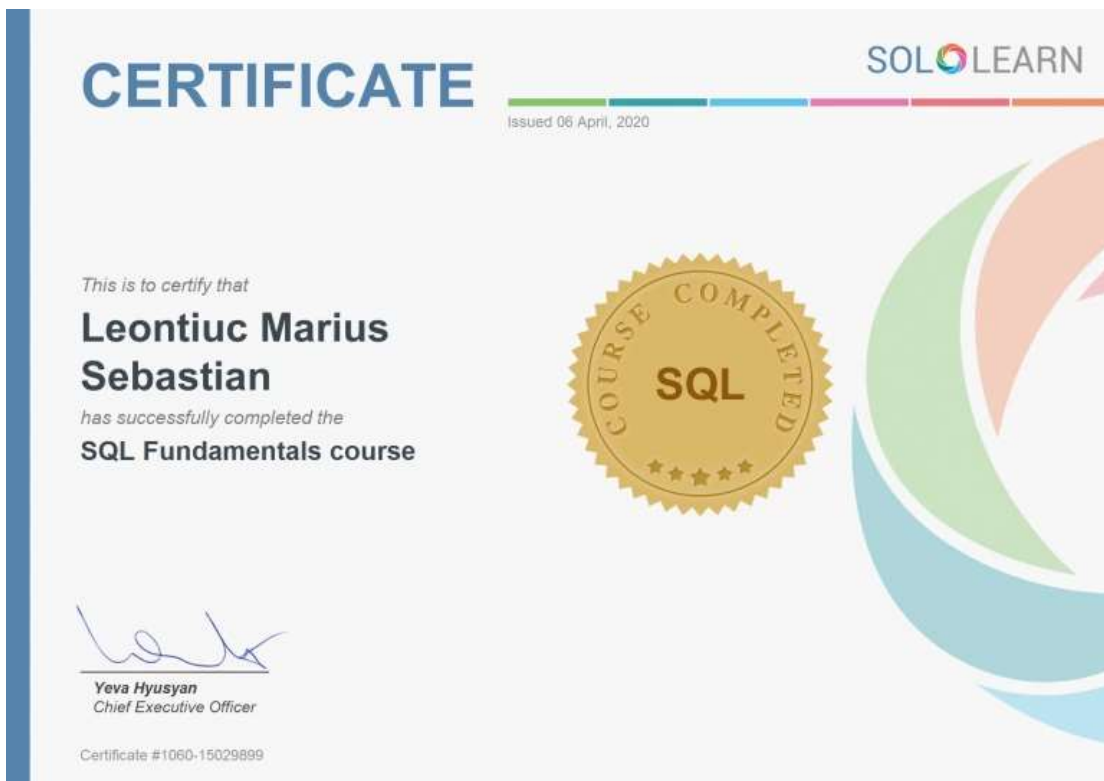 CERTIFICATE
SOLOLEARN
Issued 06 April, 2020
This is to certify that
Leontiuc Marius
Sebastian
has successfully completed the
SQL Fundamentals course
COURSE COMPLETED
SQL
Yeva Hyusyan
Chief Executive Officer
Certificate #1060-15029899